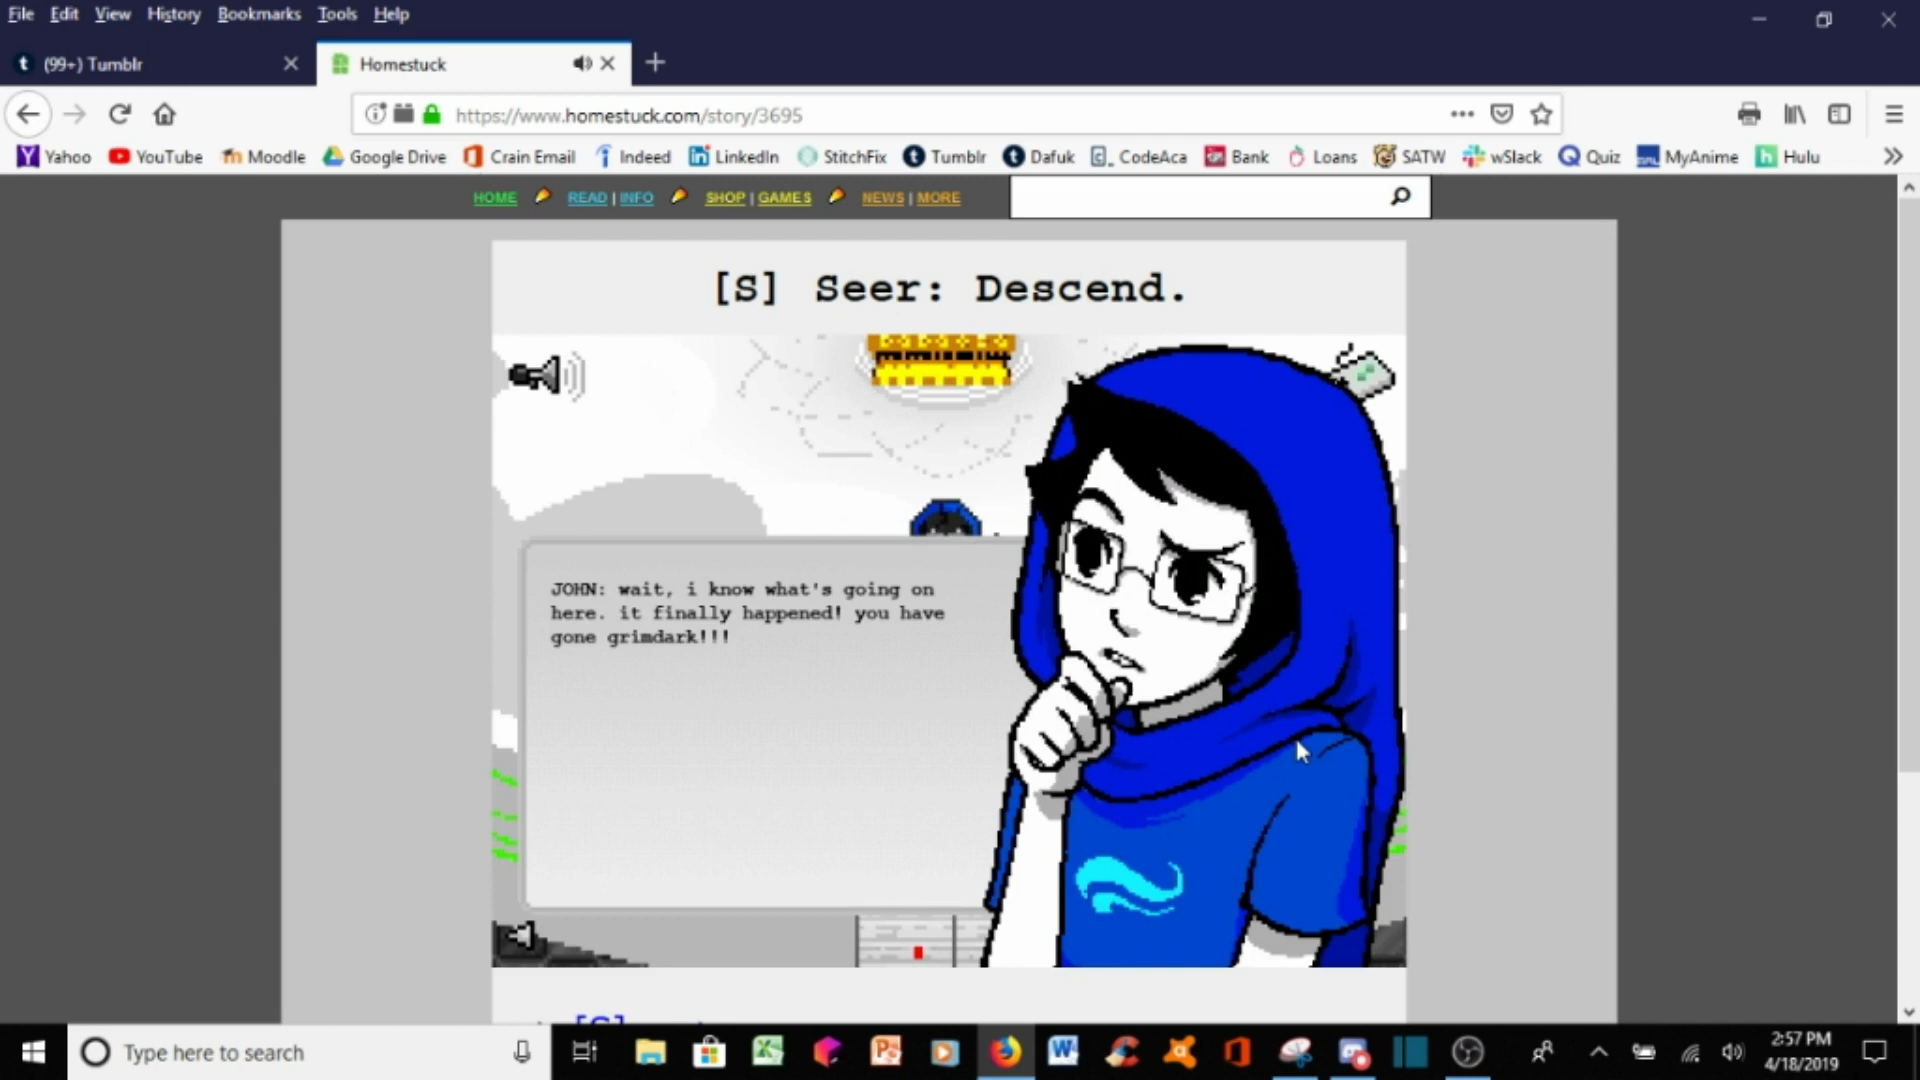 File Edit View History Bookmarks Tools Help
(99+) Tumblr
Homestuck
https://www.homestuck.com/story/3695
Yahoo YouTube Moodle Google Drive Crain Email Indeed LinkedIn StitchFix Tumblr Dafuk CodeAca Bank Loans SATW wSlack Quiz MyAnime Hulu
HOME READ | INFO SHOP | GAMES NEWS | MORE
[S] Seer: Descend.
JOHN: wait, i know what's going on
here. it finally happened! you have
gone grimdark!!!
Type here to search
2:57 PM
4/18/2019